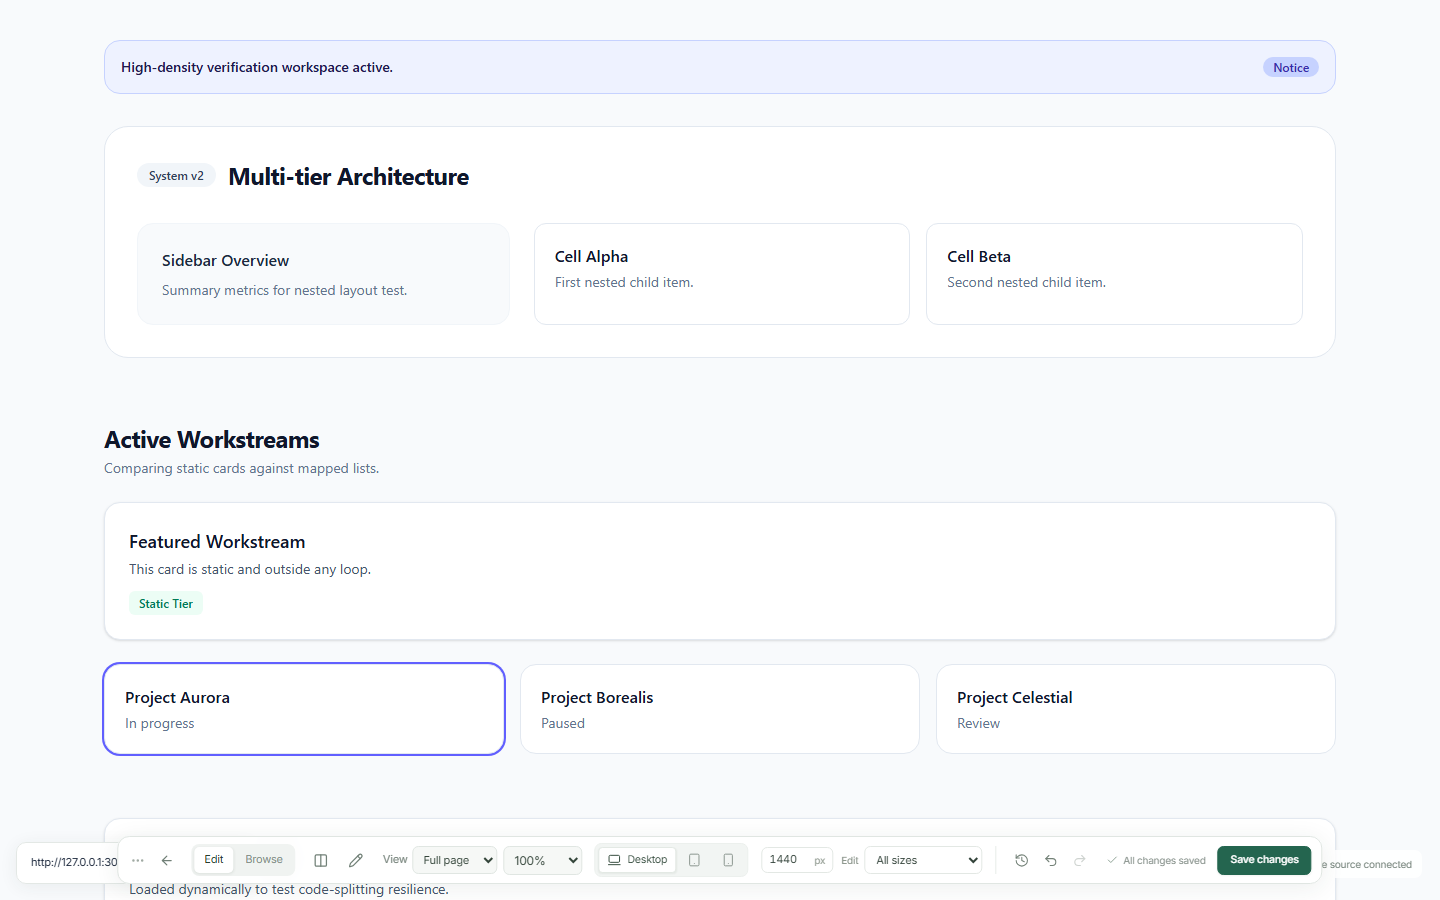 High-density verification workspace active.
Notice
System v2
Multi-tier Architecture
Sidebar Overview
Summary metrics for nested layout test.
Cell Alpha
First nested child item.
Cell Beta
Second nested child item.
Active Workstreams
Comparing static cards against mapped lists.
Featured Workstream
This card is static and outside any loop.
Static Tier
Project Aurora
In progress
Project Borealis
Paused
Project Celestial
Review
http://127.0.0.1:30
Edit
Browse
View
Full page
100%
Desktop
1440 px
Edit
All sizes
All changes saved
Save changes
e source connected
Loaded dynamically to test code-splitting resilience.